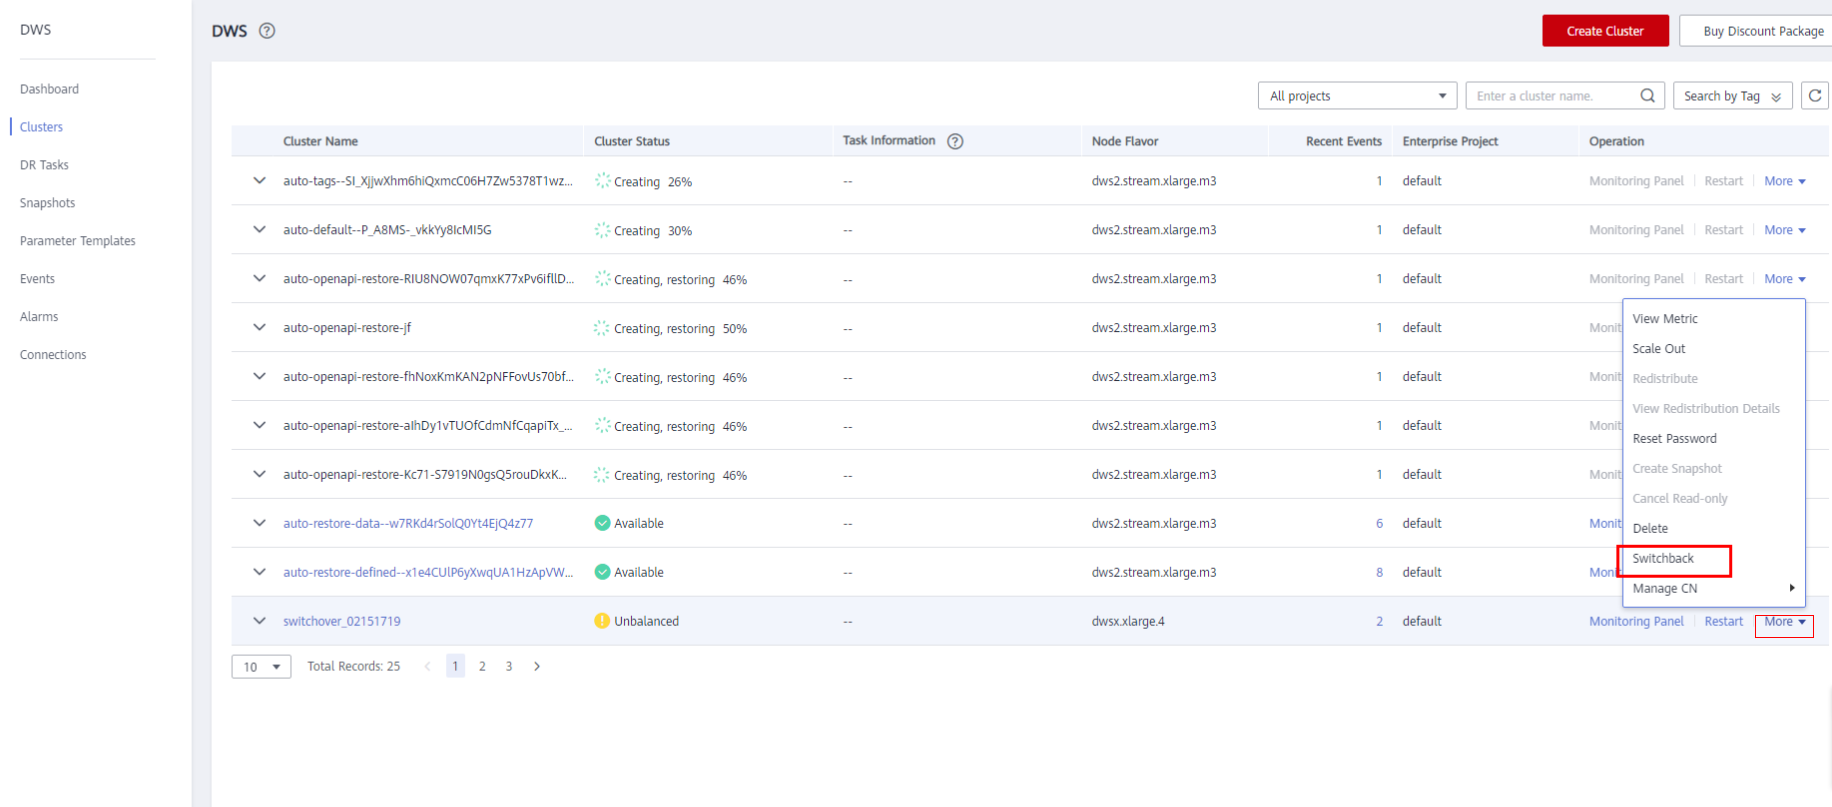 DWS
Dashboard
Clusters
DR Tasks
Snapshots
Parameter Templates
Events
Alarms
Connections
DWS ?
Create Cluster
Buy Discount Package
All projects
Enter a cluster name.
Search by Tag
Cluster Name Cluster Status Task Information ? Node Flavor Recent Events Enterprise Project Operation
auto-tags--SI_XjjwXhm6hiQxmcC06H7Zw5378T1wz... Creating 26% -- dws2.stream.xlarge.m3 1 default Monitoring Panel Restart More
auto-default--P_A8MS-_vkkYy8IcMI5G Creating 30% -- dws2.stream.xlarge.m3 1 default Monitoring Panel Restart More
auto-openapi-restore-RIU8NOW07qmxK77xPv6ifllD... Creating, restoring 46% -- dws2.stream.xlarge.m3 1 default Monitoring Panel Restart More
auto-openapi-restore-jf Creating, restoring 50% -- dws2.stream.xlarge.m3 1 default Monit
auto-openapi-restore-fhNoxKmKAN2pNFFovUs70bf... Creating, restoring 46% -- dws2.stream.xlarge.m3 1 default Monit
auto-openapi-restore-aIhDy1vTUOfCdmNfCqapiTx_... Creating, restoring 46% -- dws2.stream.xlarge.m3 1 default Monit
auto-openapi-restore-Kc71-S7919N0gsQ5rouDkxK... Creating, restoring 46% -- dws2.stream.xlarge.m3 1 default Monit
auto-restore-data--w7RKd4rSolQ0Yt4EjQ4z77 Available -- dws2.stream.xlarge.m3 6 default Monit
auto-restore-defined--x1e4CUlP6yXwqUA1HzApVW... Available -- dws2.stream.xlarge.m3 8 default Monit
switchover_02151719 Unbalanced -- dwsx.xlarge.4 2 default Monitoring Panel Restart More
View Metric
Scale Out
Redistribute
View Redistribution Details
Reset Password
Create Snapshot
Cancel Read-only
Delete
Switchback
Manage CN
10 Total Records: 25 < 1 2 3 >